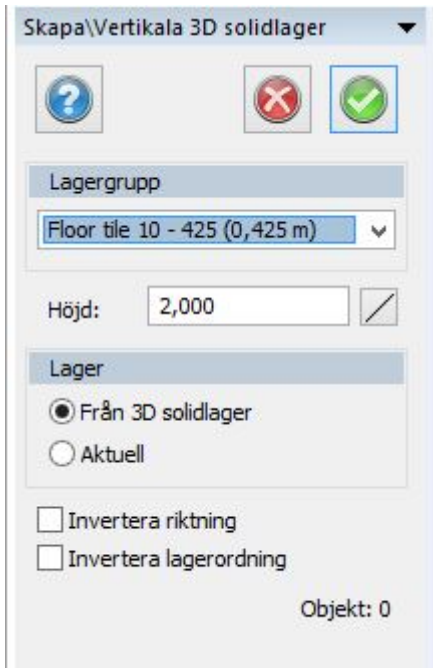 Skapa\Vertikala 3D solidlager
Lagergrupp
Floor tile 10 - 425 (0,425 m)
Höjd:
2,000
Lager
Från 3D solidlager
Aktuell
Invertera riktning
Invertera lagerordning
Objekt: 0